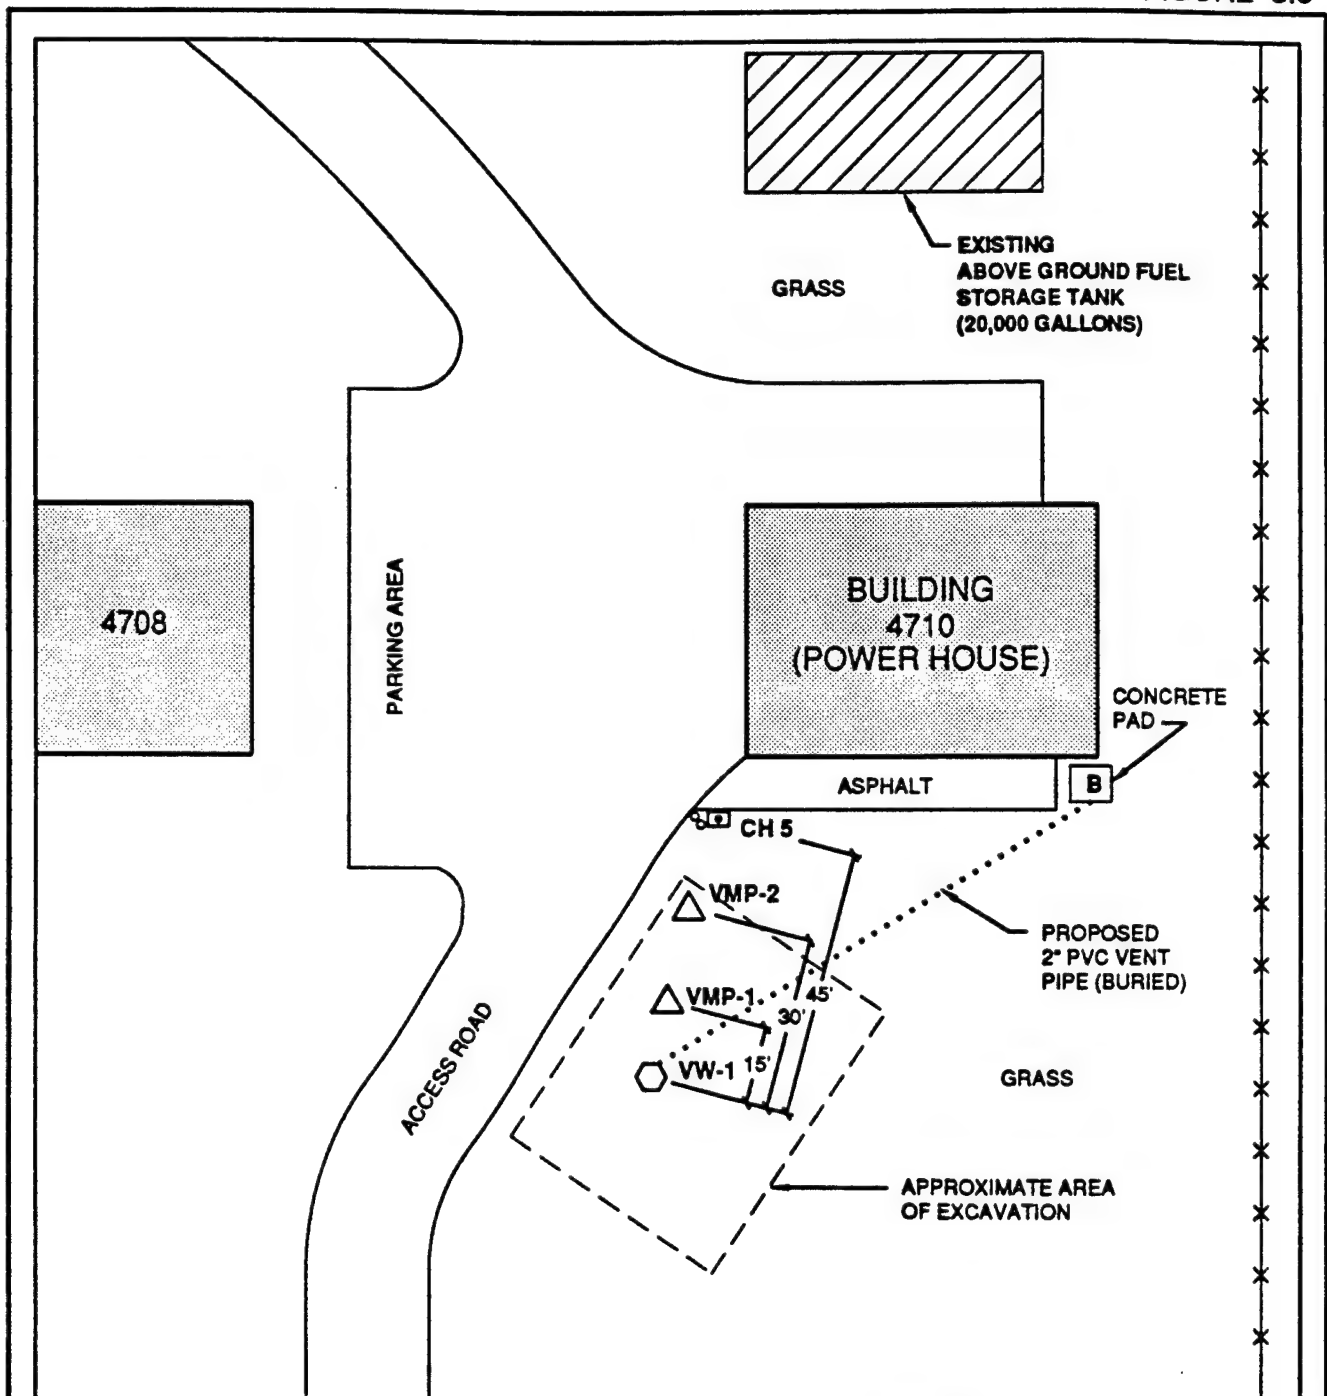 EXISTING
ABOVE GROUND FUEL
STORAGE TANK
(20,000 GALLONS)
GRASS
4708
PARKING AREA
BUILDING
4710
(POWER HOUSE)
CONCRETE
PAD
ASPHALT
B
CH 5
VMP-2
PROPOSED
2" PVC VENT
PIPE (BURIED)
VMP-1
45'
30'
VW-1
15'
ACCESS ROAD
GRASS
APPROXIMATE AREA
OF EXCAVATION